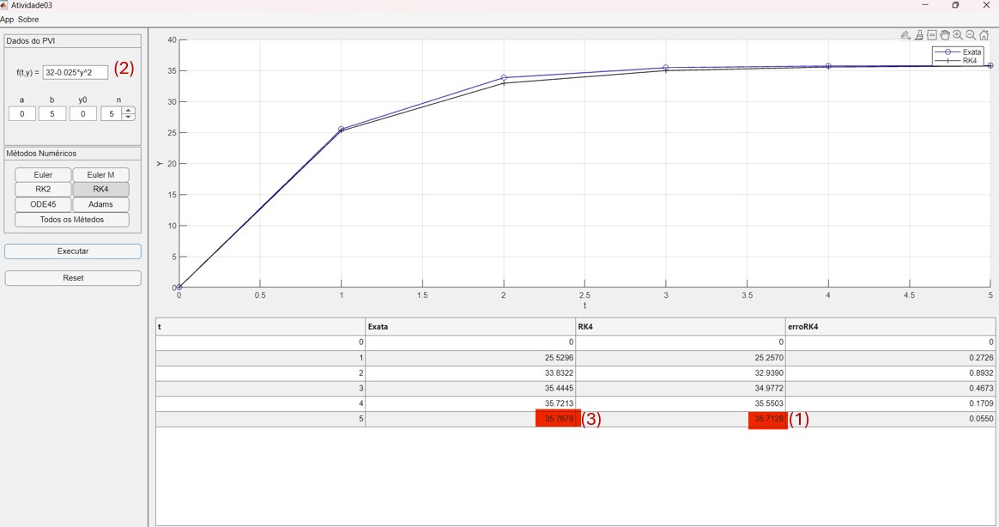 Atividade03
App Sobre
Dados do PVI
f(t,y) = 32-0.025*y^2 (2)
a b y0 n
0 5 0 5
Métodos Numéricos
Euler Euler M
RK2 RK4
ODE45 Adams
Todos os Métedos
Executar
Reset
Exata
RK4
40
35
30
25
20
15
10
5
0
Y
0 0.5 1 1.5 2 2.5 3 3.5 4 4.5 5
t
t Exata RK4 erroRK4
0 0 0 0
1 25.5296 25.2570 0.2726
2 33.8322 32.9390 0.8932
3 35.4445 34.9772 0.4673
4 35.7213 35.5503 0.1709
5 35.7678 (3) 35.7128 (1) 0.0550